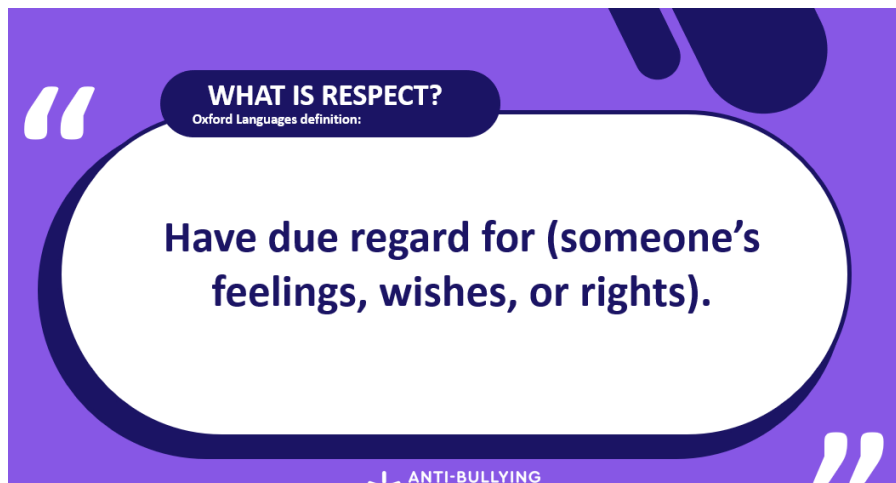 WHAT IS RESPECT?
Oxford Languages definition:
Have due regard for (someone’s
feelings, wishes, or rights).
ANTI-BULLYING